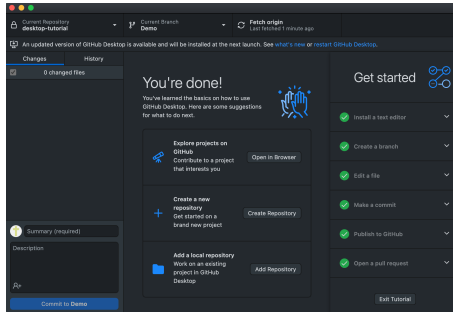 Current Repository
desktop-tutorial
Current Branch
Demo
Fetch origin
Last fetched 1 minute ago
An updated version of GitHub Desktop is available and will be installed at the next launch. See what's new or restart GitHub Desktop.
Changes
History
0 changed files
You're done!
You've learned the basics on how to
use GitHub Desktop. Here are some suggestions
for what to do next.
Explore projects on
GitHub
Contribute to a project
that interests you
Open in Browser
Create a new
repository
Get started on a
brand new project
Create Repository
Add a local repository
Work on an existing
project in GitHub
Desktop
Add Repository
Get started
Install a text editor
Create a branch
Edit a file
Make a commit
Publish to GitHub
Open a pull request
Exit Tutorial
Summary (required)
Description
Commit to Demo